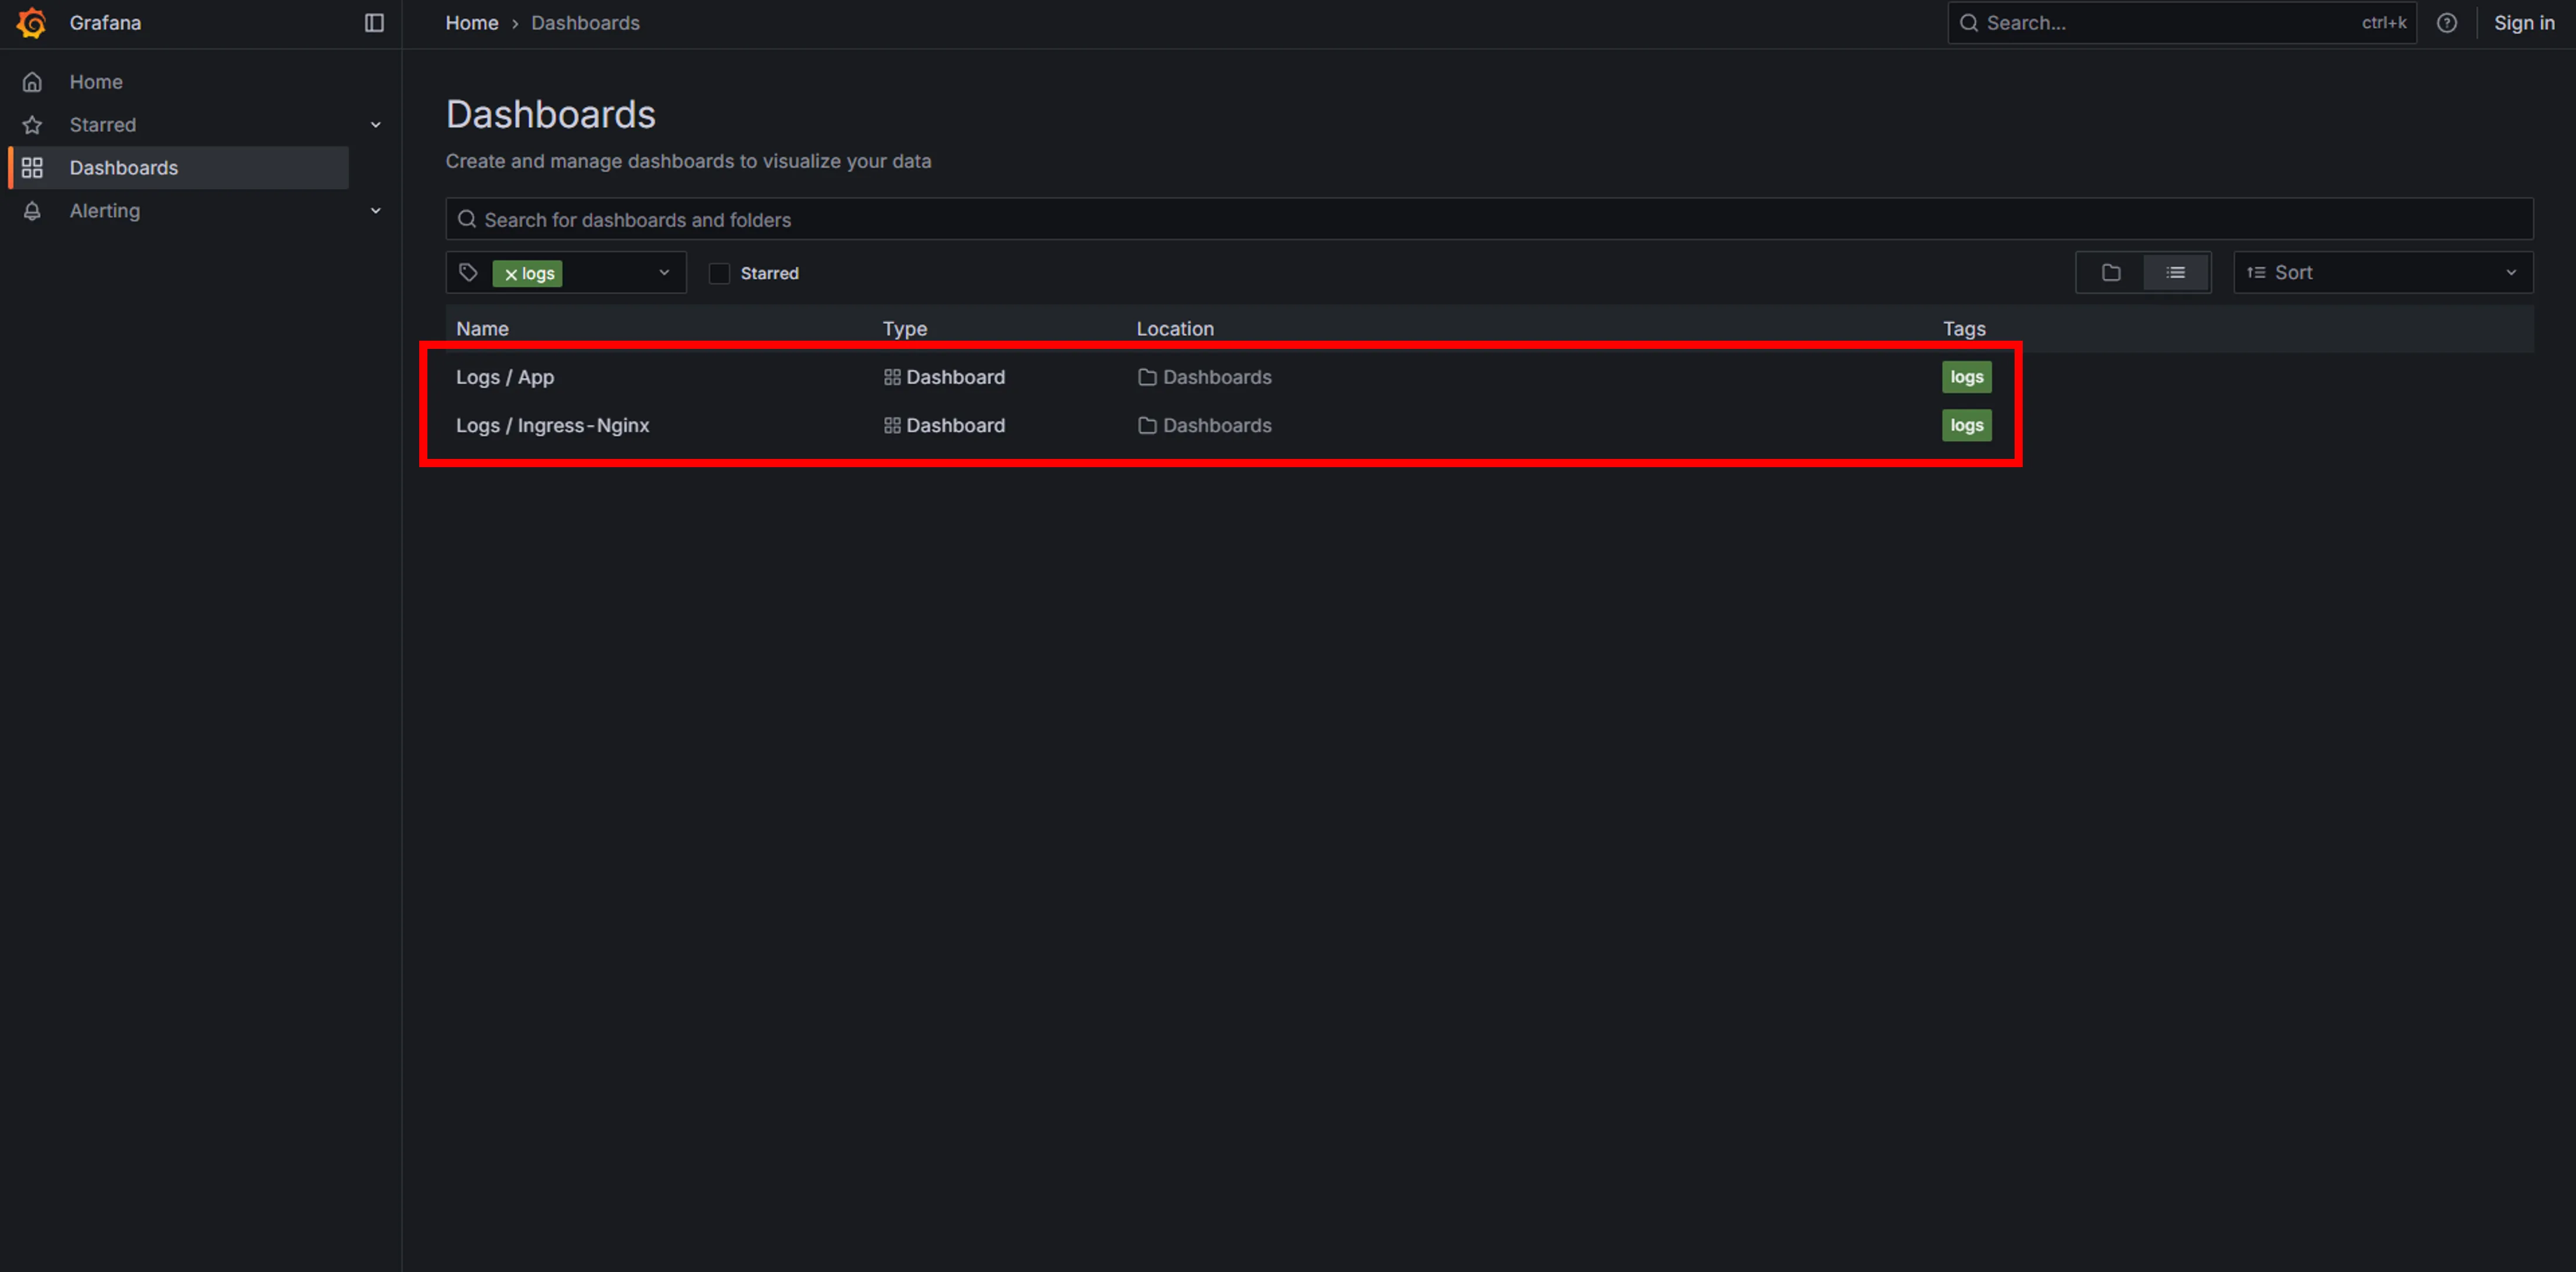 Grafana
Home › Dashboards
Search... ctrl+k
Sign in
Home
Starred
Dashboards
Alerting
Dashboards
Create and manage dashboards to visualize your data
Search for dashboards and folders
logs
Starred
Sort
Name Type Location Tags
Logs / App Dashboard Dashboards logs
Logs / Ingress-Nginx Dashboard Dashboards logs